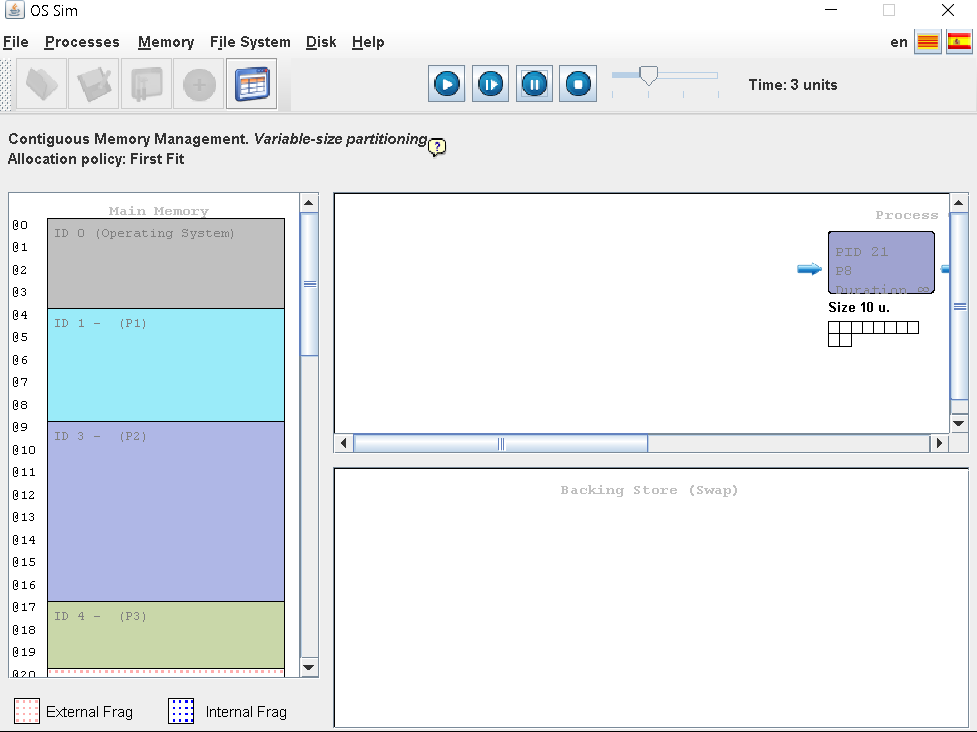 OS Sim
File Processes Memory File System Disk Help en
Time: 3 units
Contiguous Memory Management. Variable-size partitioning
?
Allocation policy: First Fit
Main Memory
@0
ID 0 (Operating System)
@1
@2
@3
@4
ID 1 - (P1)
@5
@6
@7
@8
@9
ID 3 - (P2)
@10
@11
@12
@13
@14
@15
@16
@17
ID 4 - (P3)
@18
@19
@20
External Frag
Internal Frag
Process
PID 21
P8
Duration ∞
Size 10 u.
Backing Store (Swap)